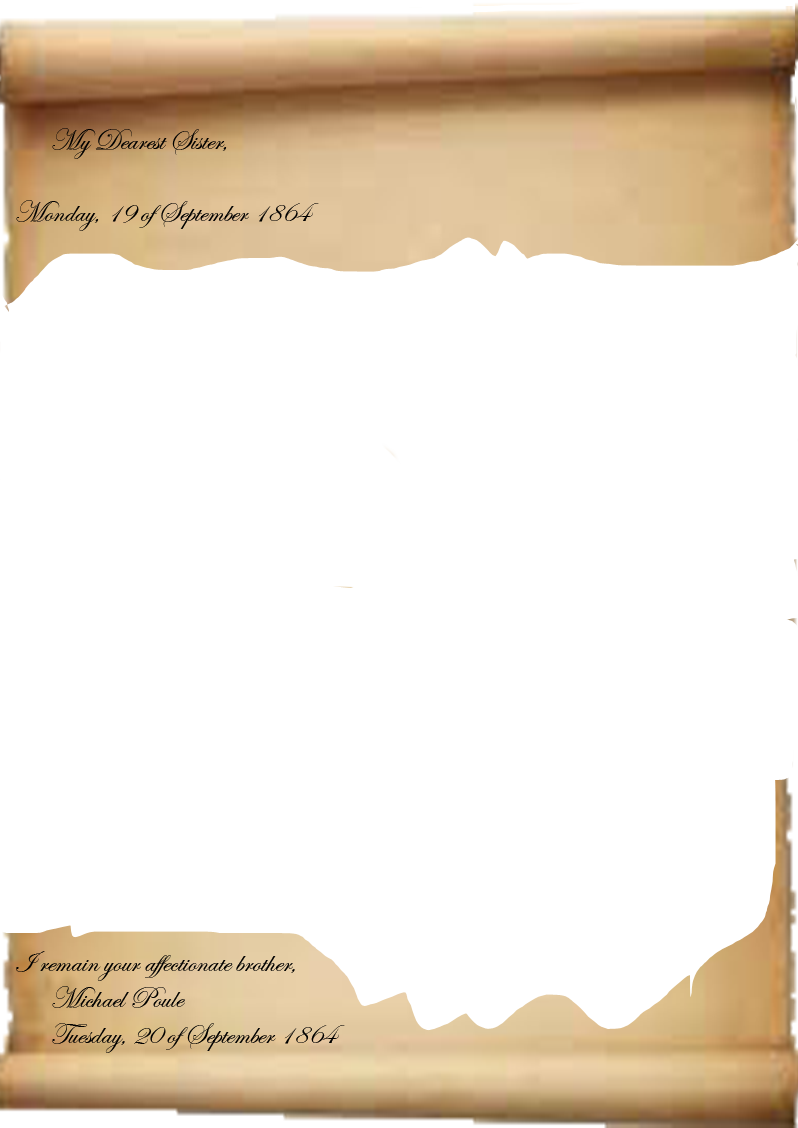 My Dearest Sister,
Monday, 19 of September 1864
I remain your affectionate brother,
Michael Poule
Tuesday, 20 of September 1864